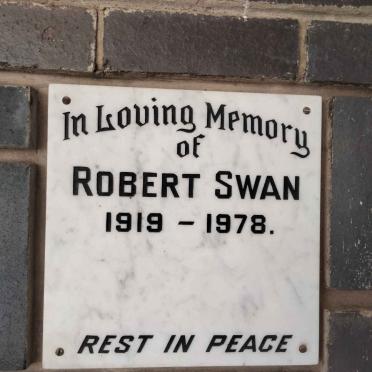 In Loving Memory
of
ROBERT SWAN
1919 - 1978.
REST IN PEACE